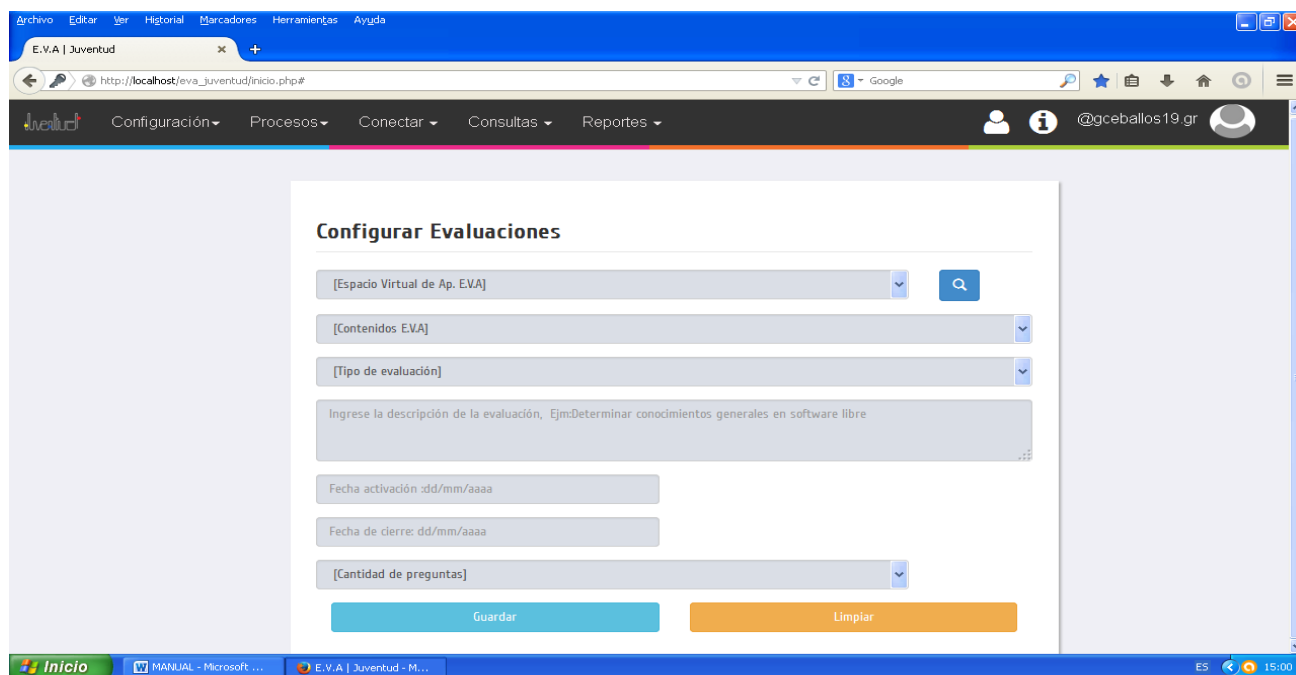 Archivo Editar Ver Historial Marcadores Herramientas Ayuda
E.V.A | Juventud
http://localhost/eva_juventud/inicio.php#
Google
Juventud Configuración Procesos Conectar Consultas Reportes @gceballos19.gr
Configurar Evaluaciones
[Espacio Virtual de Ap. E.V.A]
[Contenidos E.V.A]
[Tipo de evaluación]
Ingrese la descripción de la evaluación, Ejm:Determinar conocimientos generales en software libre
Fecha activación :dd/mm/aaaa
Fecha de cierre: dd/mm/aaaa
[Cantidad de preguntas]
Guardar Limpiar
Inicio MANUAL - Microsoft ... E.V.A | Juventud - M... ES 15:00